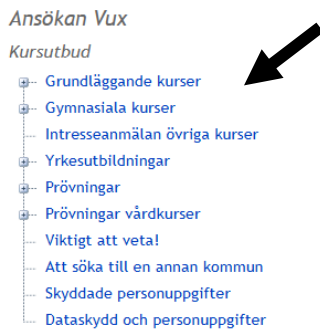 Ansökan Vux
Kursutbud
Grundläggande kurser
Gymnasiala kurser
Intresseanmälan övriga kurser
Yrkesutbildningar
Prövningar
Prövningar vårdkurser
Viktigt att veta!
Att söka till en annan kommun
Skyddade personuppgifter
Dataskydd och personuppgifter